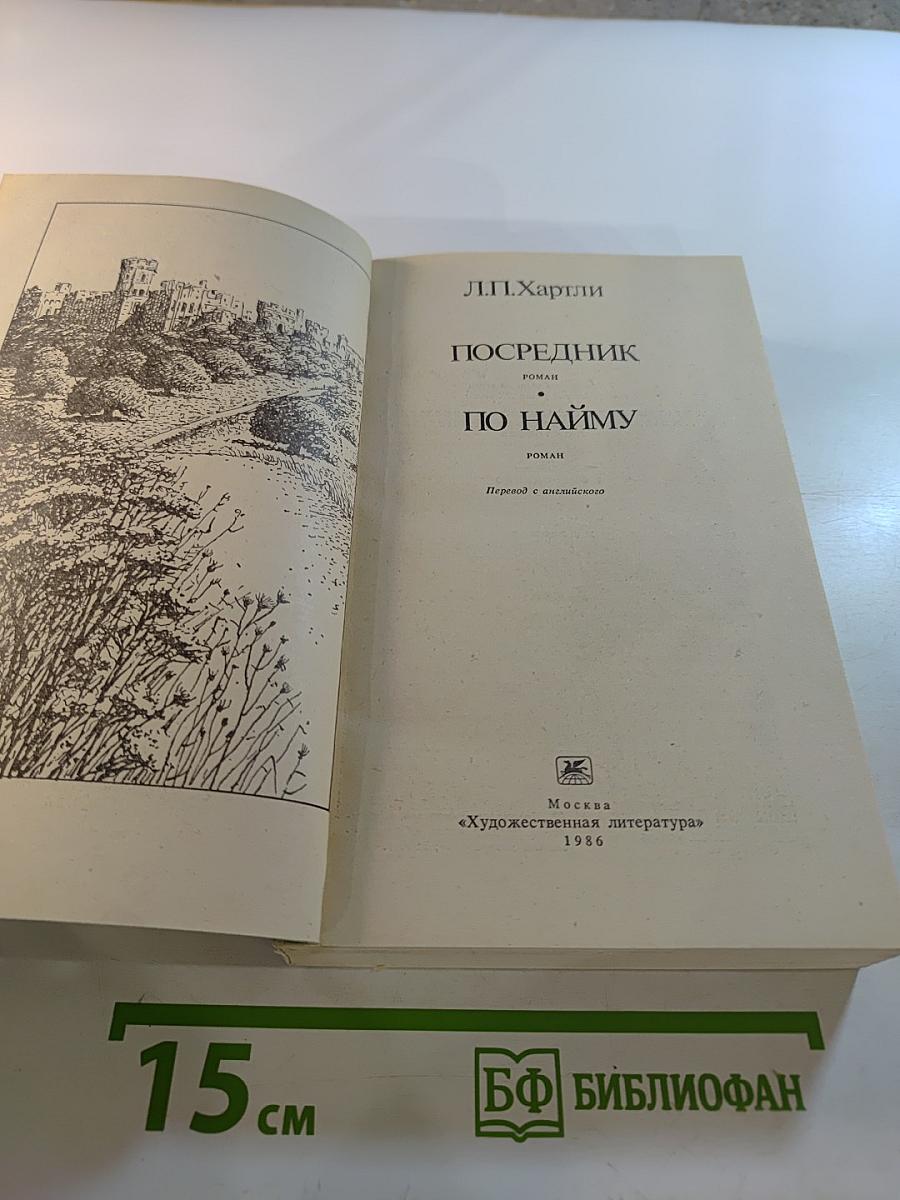 Л.П.Хартли
ПОСРЕДНИК
РОМАН
•
ПО НАЙМУ
РОМАН
Перевод с английского
Москва
«Художественная литература»
1986
15 см
БФ БИБЛИОФАН